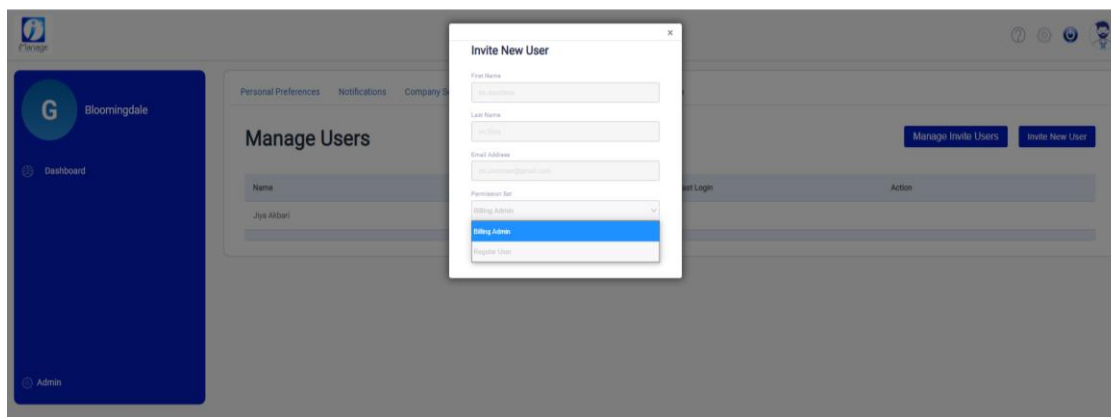 iManage
G
Bloomingdale
Dashboard
Admin
Personal Preferences
Notifications
Company S
Manage Users
Manage Invite Users
Invite New User
Name
ast Login
Action
Jiya Akbari
×
Invite New User
First Name
Last Name
Email Address
Permission Set
Billing Admin
Billing Admin
Regular User